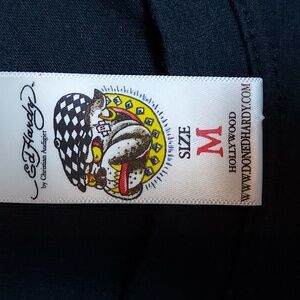 Ed Hardy
by Christian Audigier
SIZE
M
HOLLYWOOD
WWW.DONEDHARDY.COM